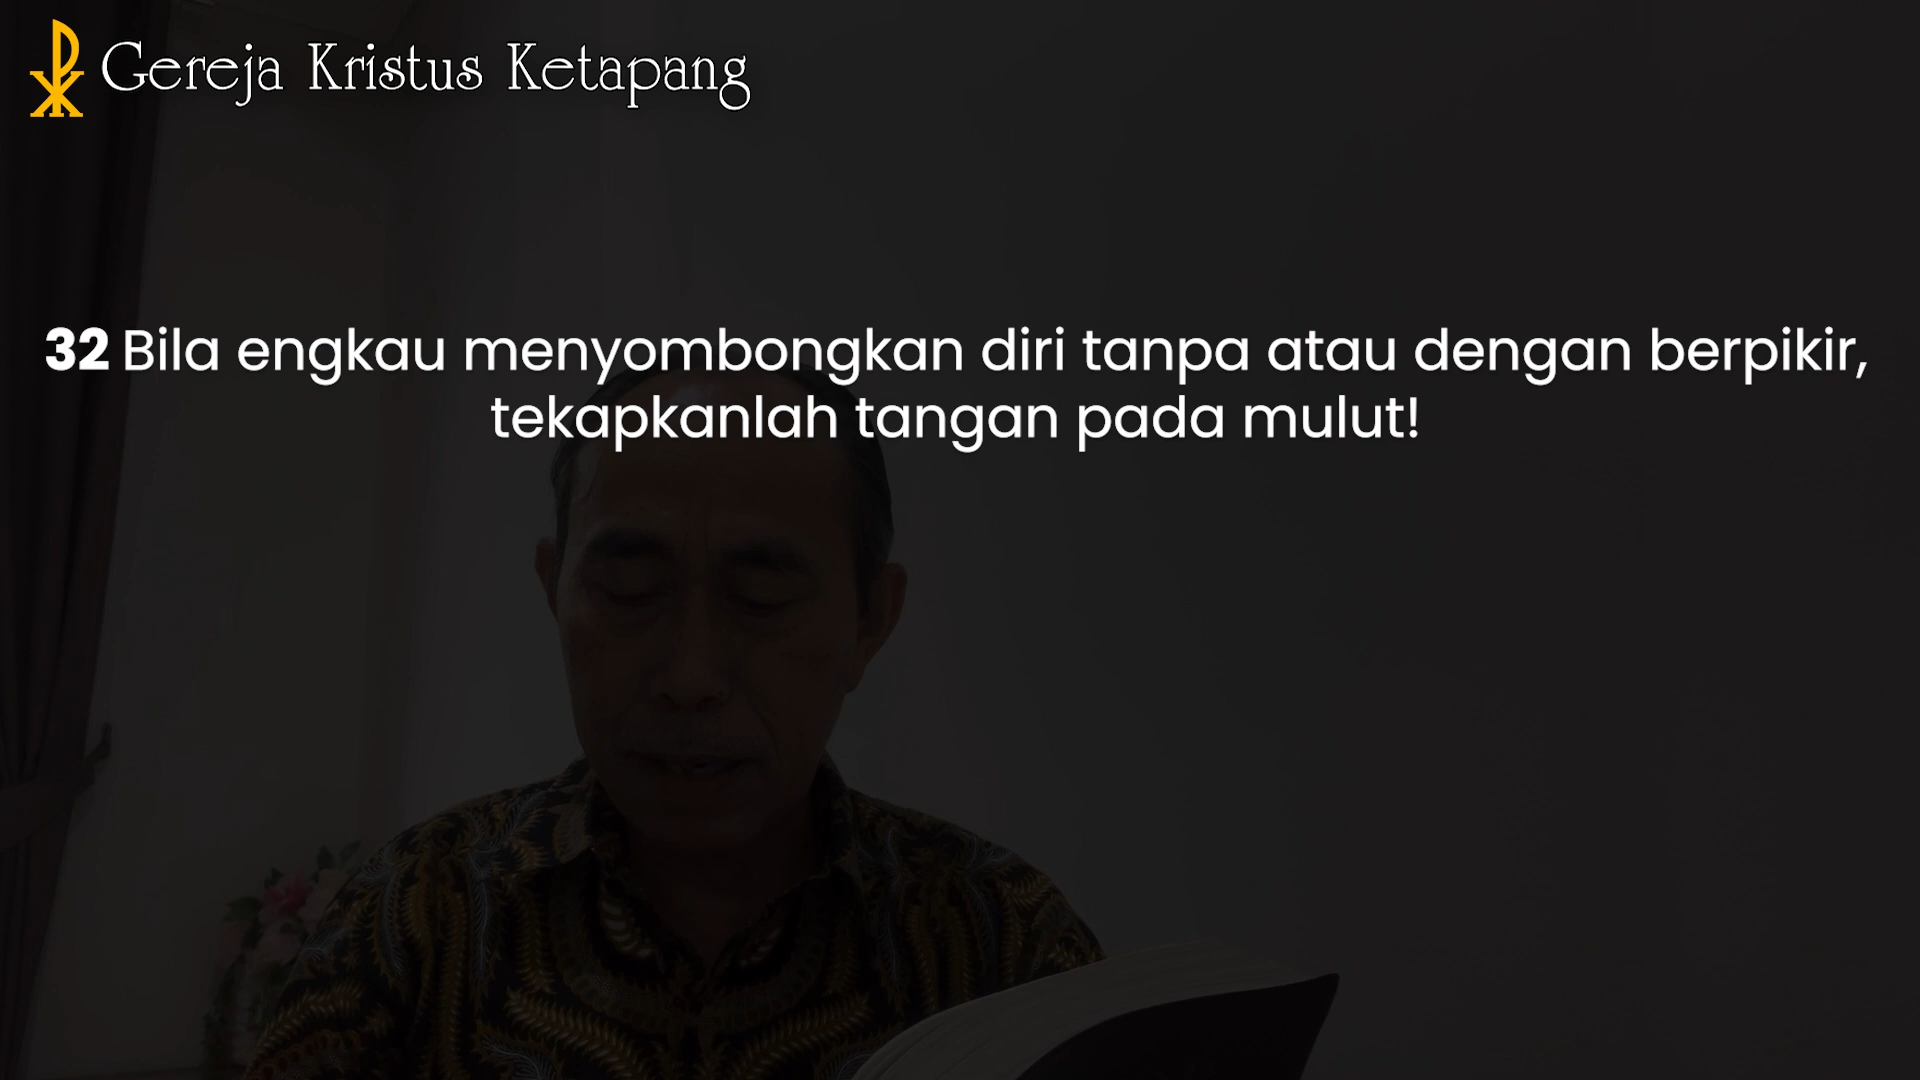 Gereja Kristus Ketapang
32 Bila engkau menyombongkan diri tanpa atau dengan berpikir,
tekapkanlah tangan pada mulut!